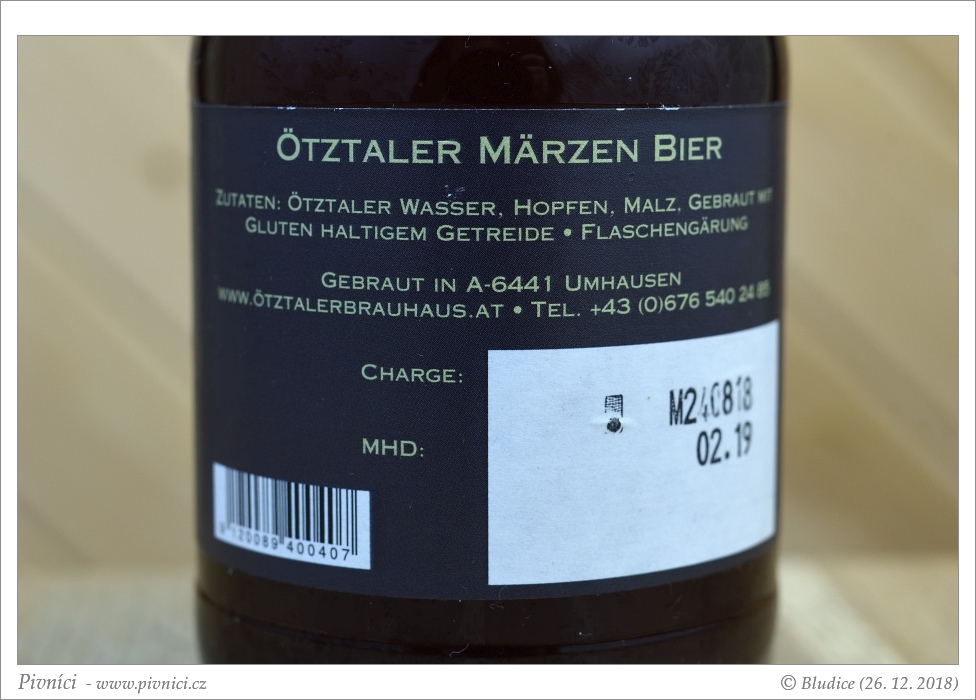 Ötztaler Märzen Bier
Zutaten: Ötztaler Wasser, Hopfen, Malz, Gebraut mit
Gluten haltigem Getreide • Flaschengärung
Gebraut in A-6441 Umhausen
www.ötztalerbrauhaus.at • Tel. +43 (0)676 540 24 85
Charge:
M240818
MHD:
02.19
9 120089 400407
Pivníci - www.pivnici.cz
© Bludice (26. 12. 2018)